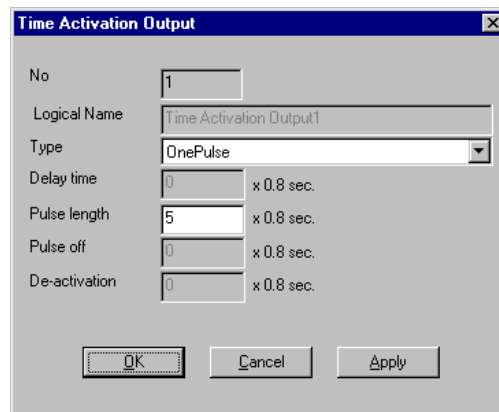 Time Activation Output
No 1
Logical Name Time Activation Output1
Type OnePulse
Delay time 0 x 0.8 sec.
Pulse length 5 x 0.8 sec.
Pulse off 0 x 0.8 sec.
De-activation 0 x 0.8 sec.
OK Cancel Apply